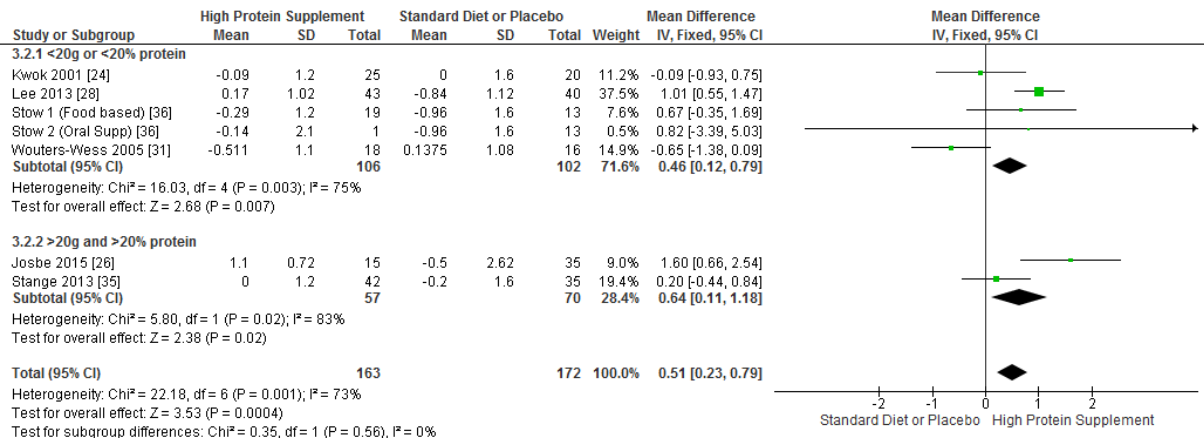 High Protein Supplement Standard Diet or Placebo Mean Difference Mean Difference
Study or Subgroup Mean SD Total Mean SD Total Weight IV, Fixed, 95% CI IV, Fixed, 95% CI
3.2.1 <20g or <20% protein
Kwok 2001 [24] -0.09 1.2 25 0 1.6 20 11.2% -0.09 [-0.93, 0.75]
Lee 2013 [28] 0.17 1.02 43 -0.84 1.12 40 37.5% 1.01 [0.55, 1.47]
Stow 1 (Food based) [36] -0.29 1.2 19 -0.96 1.6 13 7.6% 0.67 [-0.35, 1.69]
Stow 2 (Oral Supp) [36] -0.14 2.1 1 -0.96 1.6 13 0.5% 0.82 [-3.39, 5.03]
Wouters-Wess 2005 [31] -0.511 1.1 18 0.1375 1.08 16 14.9% -0.65 [-1.38, 0.09]
Subtotal (95% CI) 106 102 71.6% 0.46 [0.12, 0.79]
Heterogeneity: Chi² = 16.03, df = 4 (P = 0.003); I² = 75%
Test for overall effect: Z = 2.68 (P = 0.007)
3.2.2 >20g and >20% protein
Josbe 2015 [26] 1.1 0.72 15 -0.5 2.62 35 9.0% 1.60 [0.66, 2.54]
Stange 2013 [35] 0 1.2 42 -0.2 1.6 35 19.4% 0.20 [-0.44, 0.84]
Subtotal (95% CI) 57 70 28.4% 0.64 [0.11, 1.18]
Heterogeneity: Chi² = 5.80, df = 1 (P = 0.02); I² = 83%
Test for overall effect: Z = 2.38 (P = 0.02)
Total (95% CI) 163 172 100.0% 0.51 [0.23, 0.79]
Heterogeneity: Chi² = 22.18, df = 6 (P = 0.001); I² = 73%
Test for overall effect: Z = 3.53 (P = 0.0004)
Test for subgroup differences: Chi² = 0.35, df = 1 (P = 0.56), I² = 0%
-2 -1 0 1 2
Standard Diet or Placebo High Protein Supplement